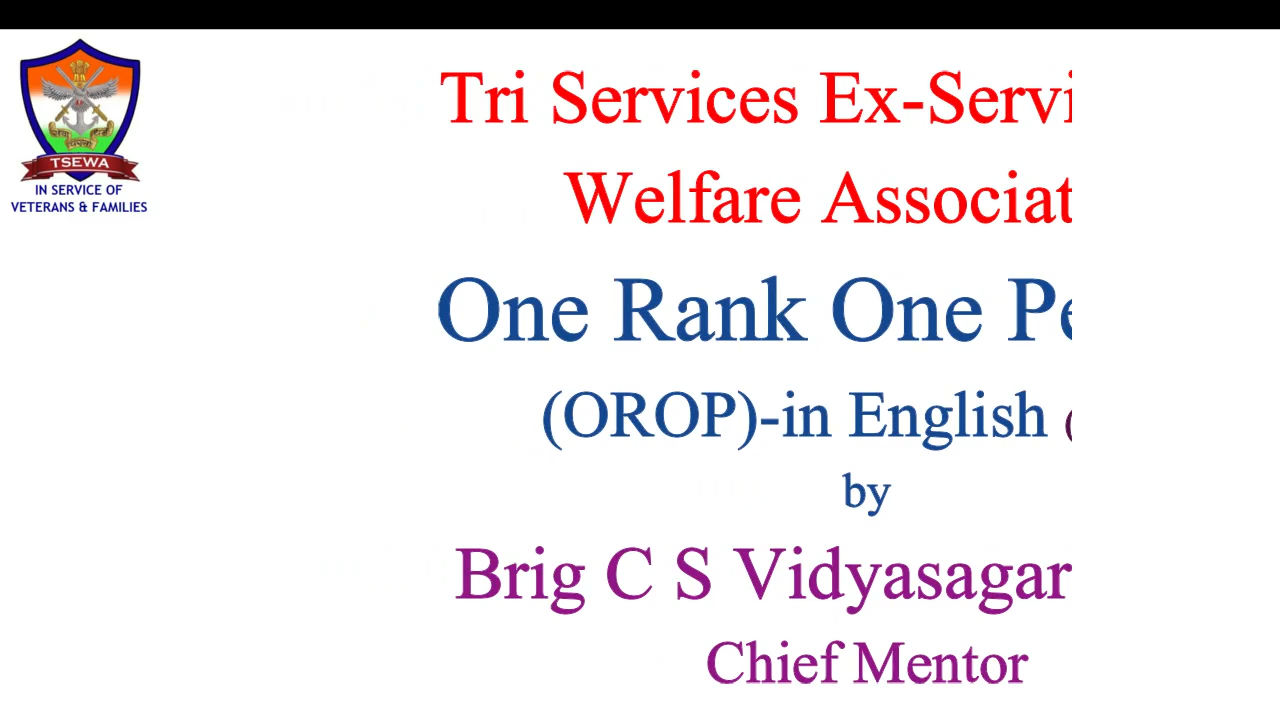 TSEWA
IN SERVICE OF
VETERANS & FAMILIES
Tri Services Ex-Servi
Welfare Associat
One Rank One Pe
(OROP)-in English (
by
Brig C S Vidyasagar
Chief Mentor